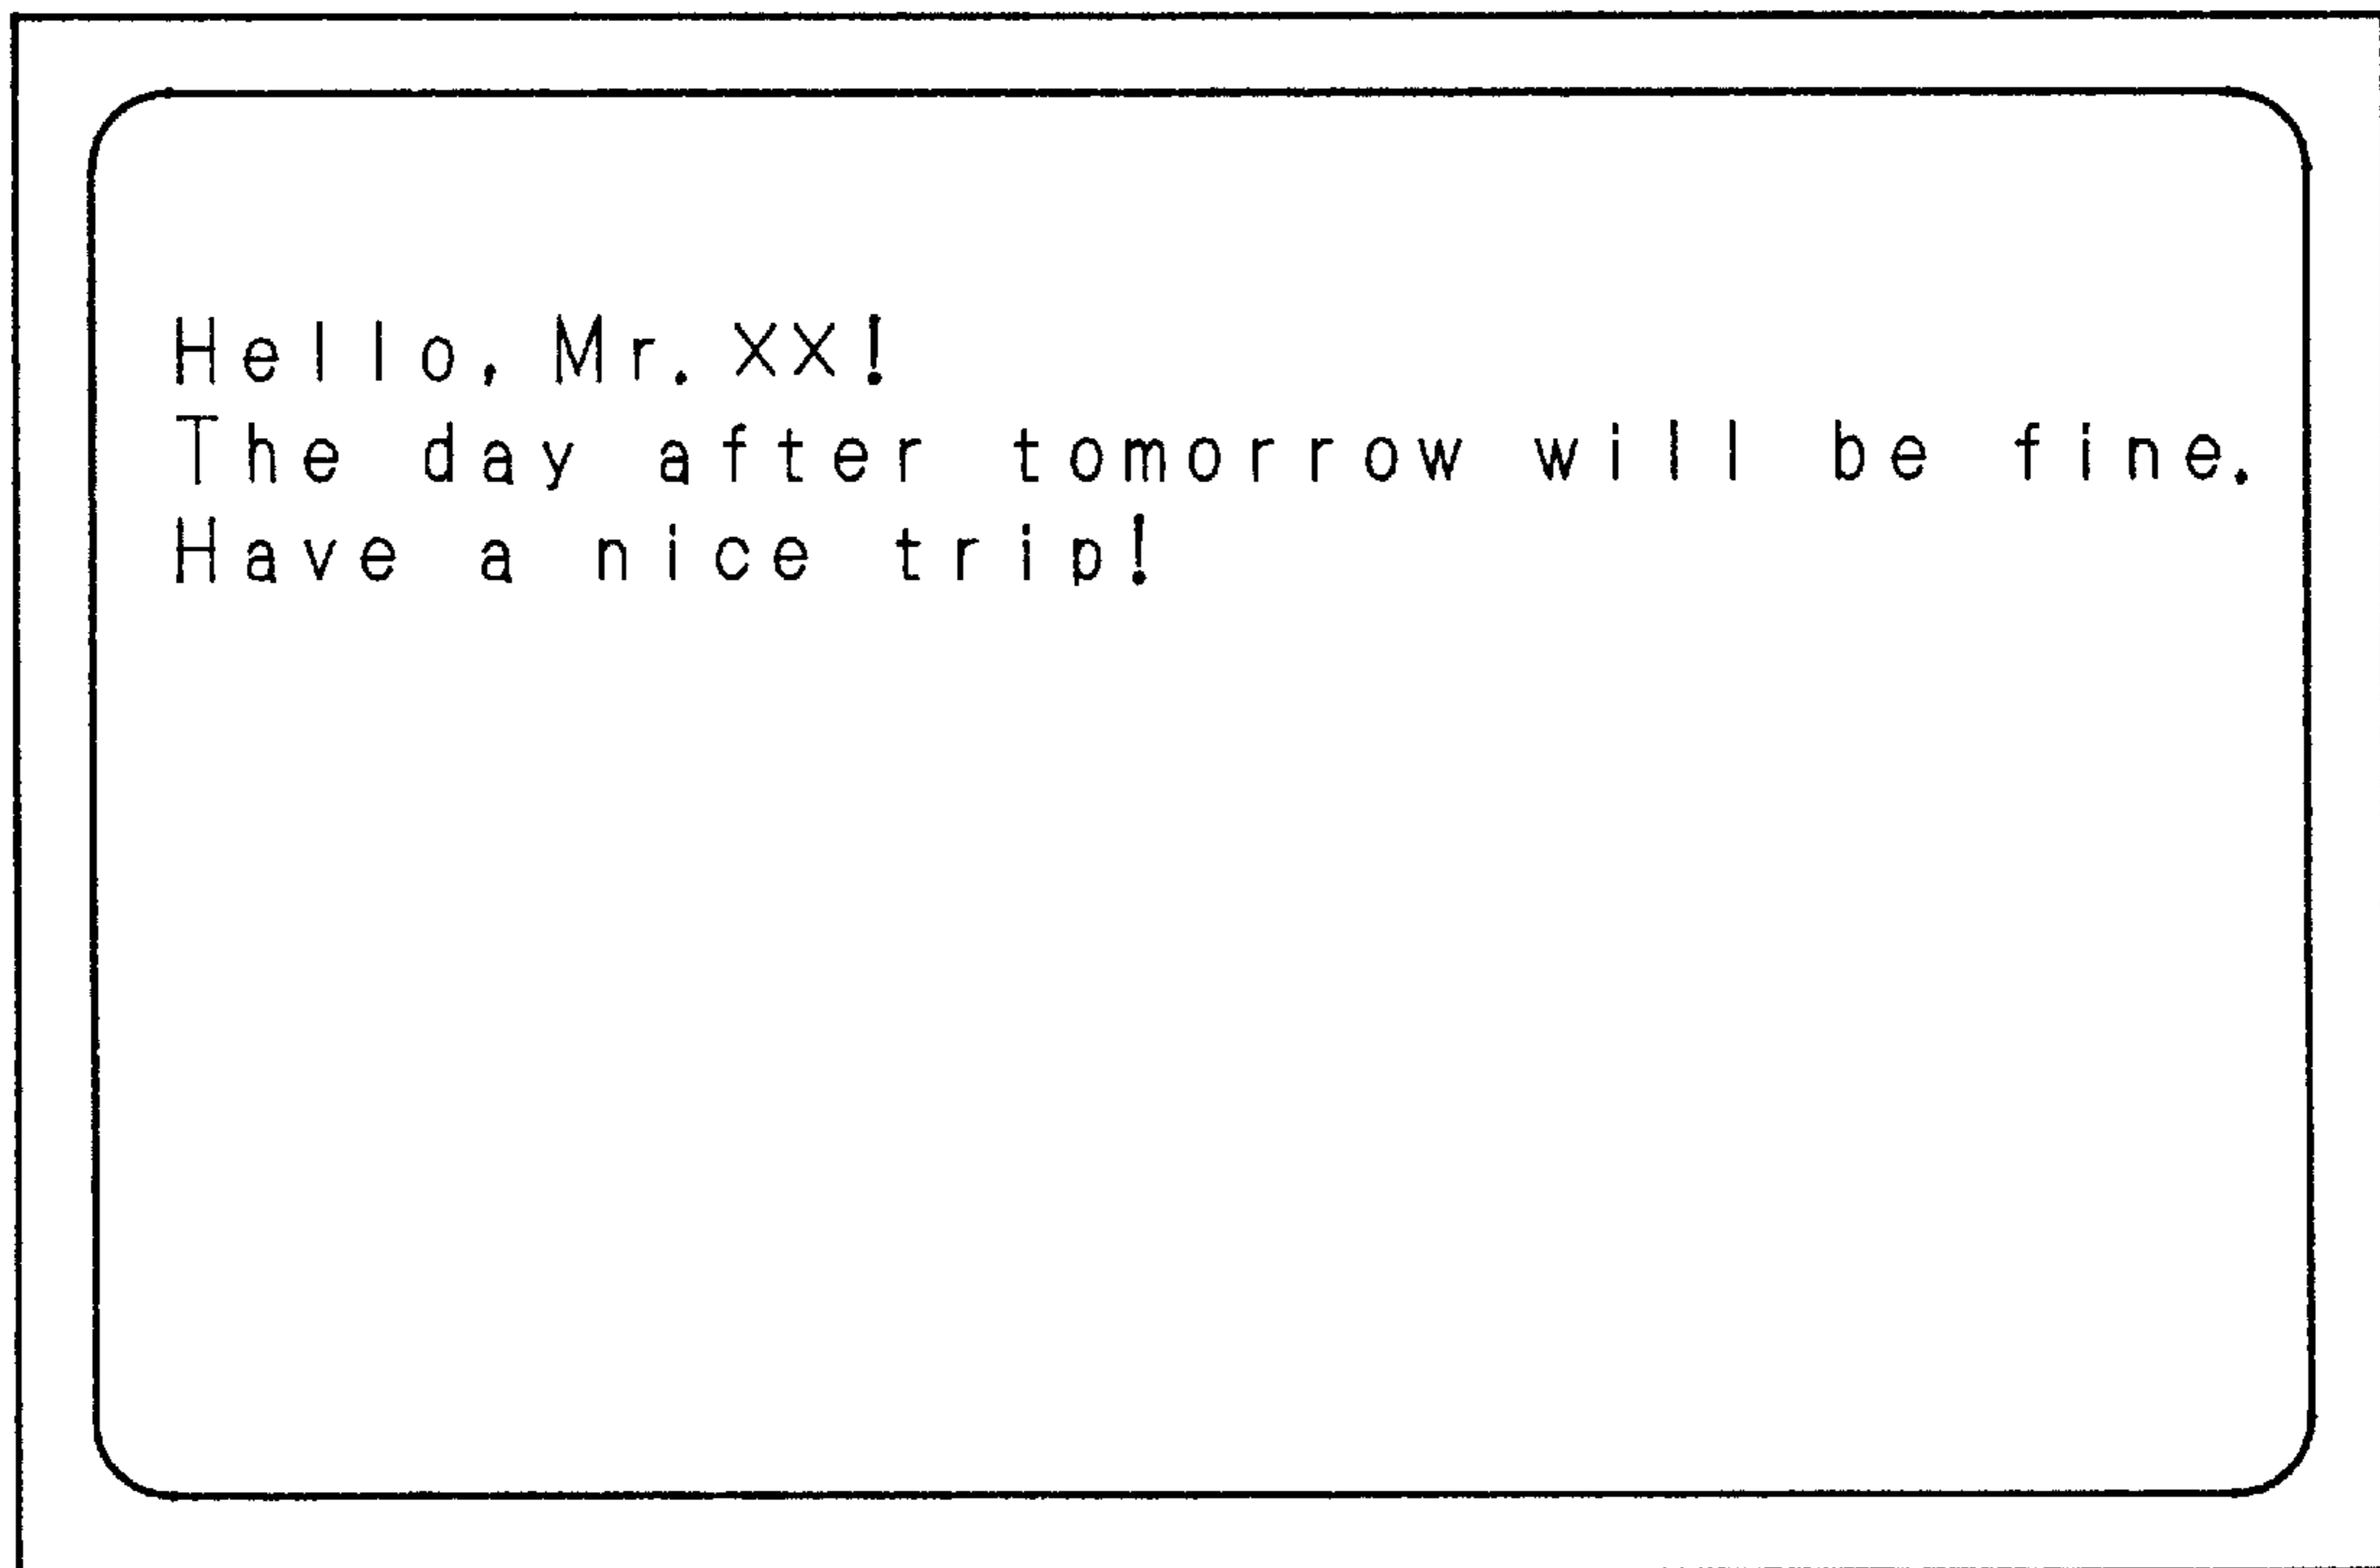 Hello, Mr. XX!
The day after tomorrow will be fine.
Have a nice trip!